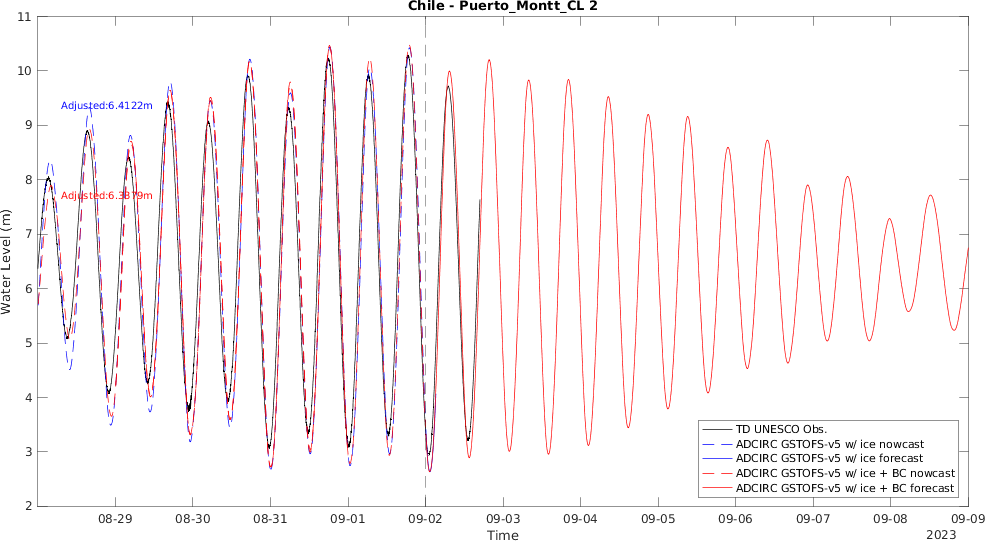 Chile - Puerto_Montt_CL 2
Water Level (m)
11
10
9
8
7
6
5
4
3
2
Adjusted:6.4122m
Adjusted:6.3379m
TD UNESCO Obs.
ADCIRC GSTOFS-v5 w/ ice nowcast
ADCIRC GSTOFS-v5 w/ ice forecast
ADCIRC GSTOFS-v5 w/ ice + BC nowcast
ADCIRC GSTOFS-v5 w/ ice + BC forecast
08-29 08-30 08-31 09-01 09-02 09-03 09-04 09-05 09-06 09-07 09-08 09-09
Time
2023